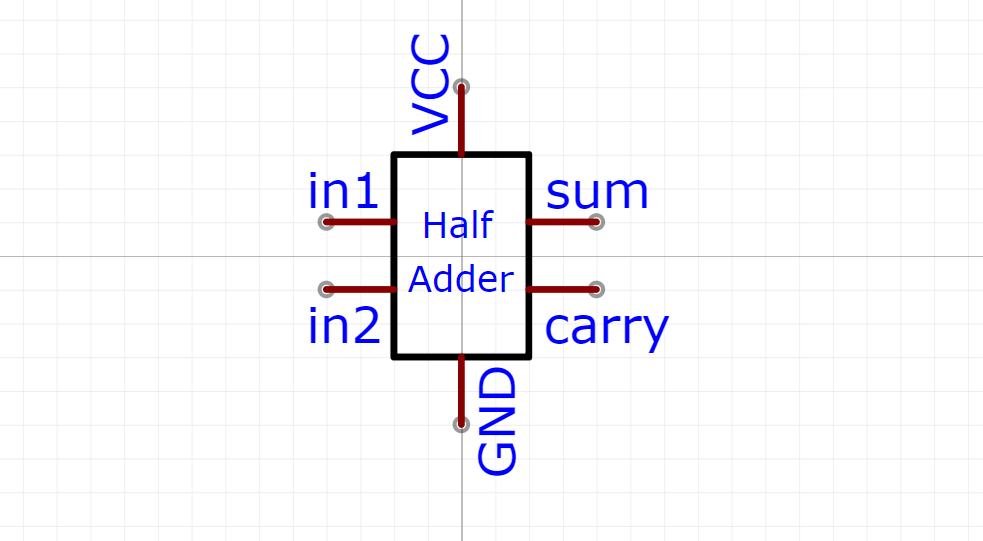 VCC
in1
sum
Half
Adder
in2
carry
GND